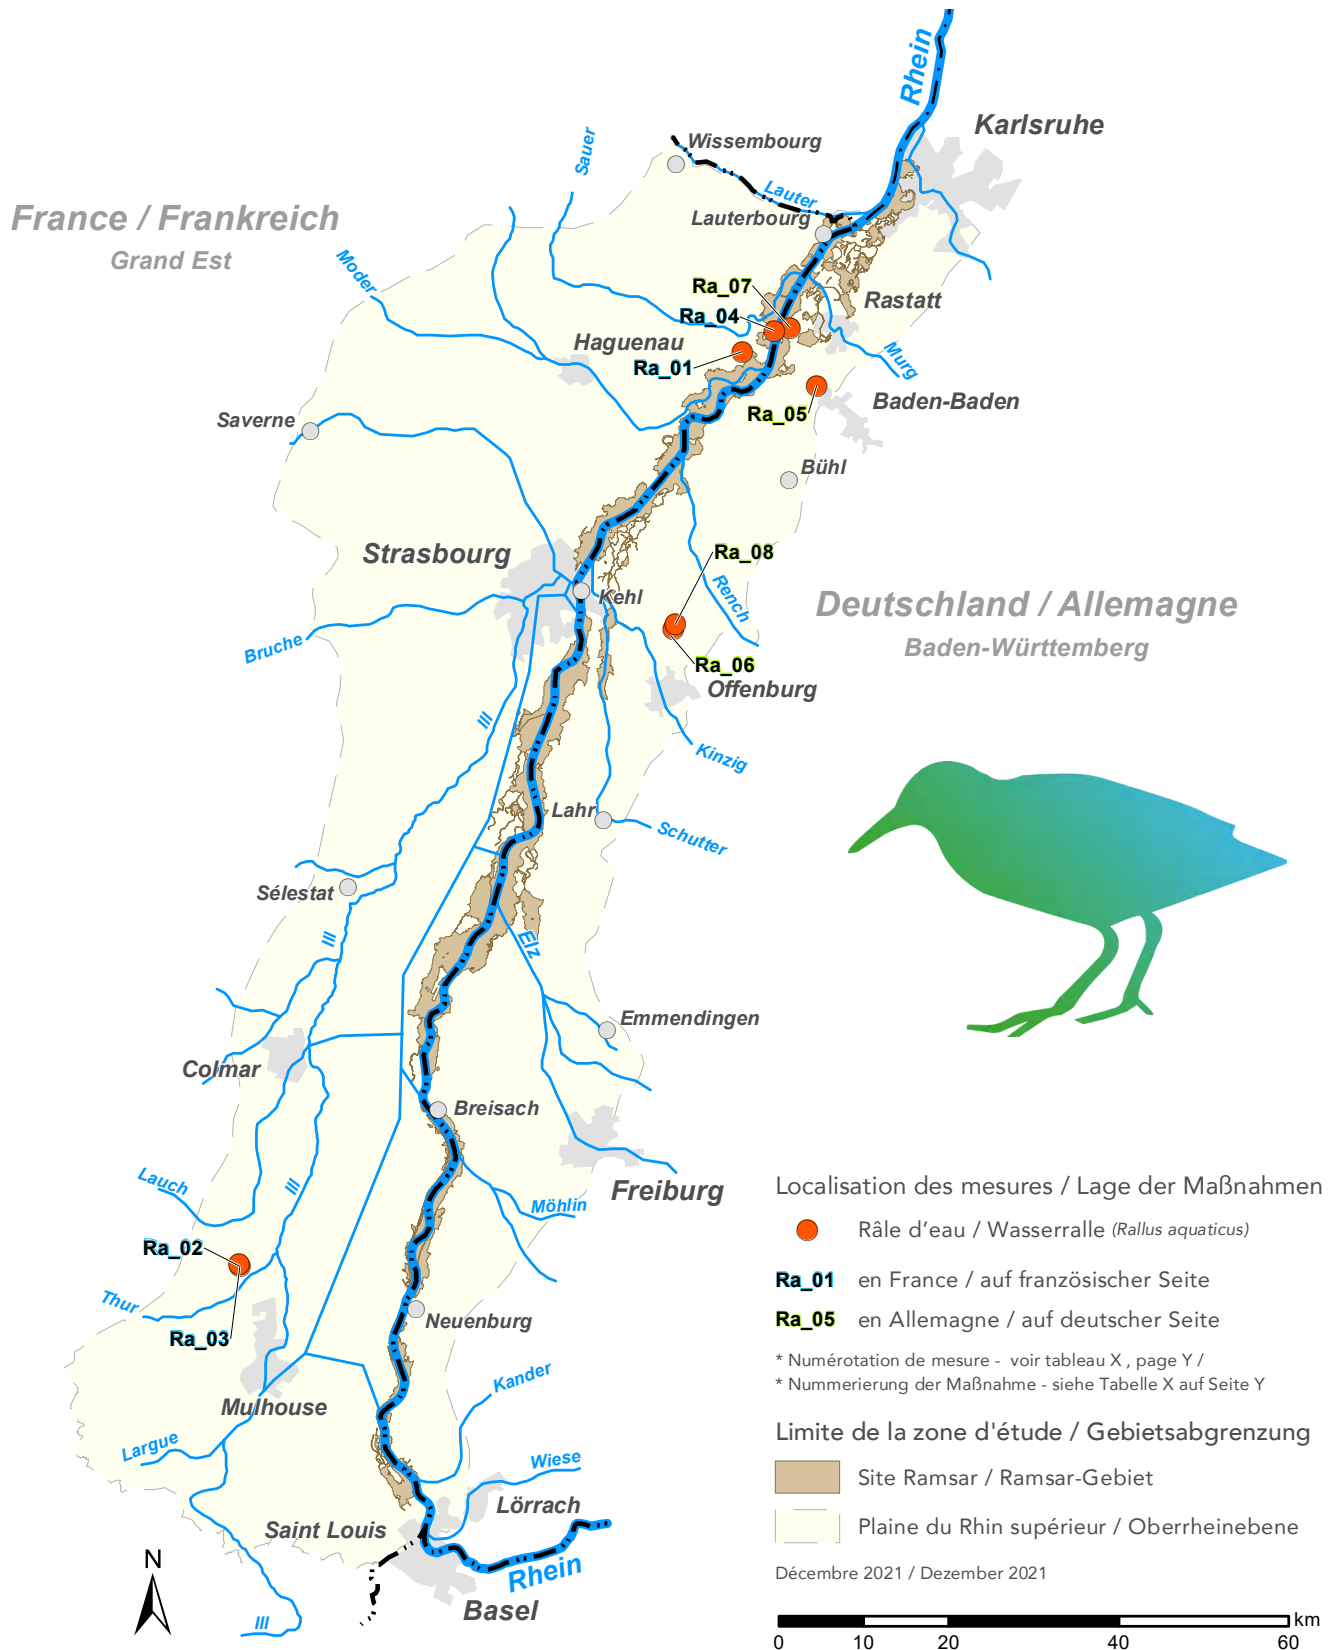 Rhein
Karlsruhe
Wissembourg
Sauer
Lauter
Lauterbourg
France / Frankreich
Grand Est
Moder
Ra_07
Rastatt
Ra_04
Haguenau
Ra_01
Murg
Baden-Baden
Ra_05
Saverne
Bühl
Strasbourg
Ra_08
Rench
Kehl
Deutschland / Allemagne
Baden-Württemberg
Bruche
Ra_06
Offenburg
Ill
Kinzig
Lahr
Schutter
Sélestat
Ill
Elz
Emmendingen
Colmar
Breisach
Lauch
Ill
Freiburg
Möhlin
Ra_02
Thur
Ra_03
Neuenburg
Mulhouse
Kander
Largue
Wiese
Lörrach
Saint Louis
Rhein
Basel
Ill
N
Localisation des mesures / Lage der Maßnahmen
Râle d'eau / Wasserralle (Rallus aquaticus)
Ra_01 en France / auf französischer Seite
Ra_05 en Allemagne / auf deutscher Seite
* Numérotation de mesure - voir tableau X , page Y /
* Nummerierung der Maßnahme - siehe Tabelle X auf Seite Y
Limite de la zone d'étude / Gebietsabgrenzung
Site Ramsar / Ramsar-Gebiet
Plaine du Rhin supérieur / Oberrheinebene
Décembre 2021 / Dezember 2021
km
0 10 20 40 60